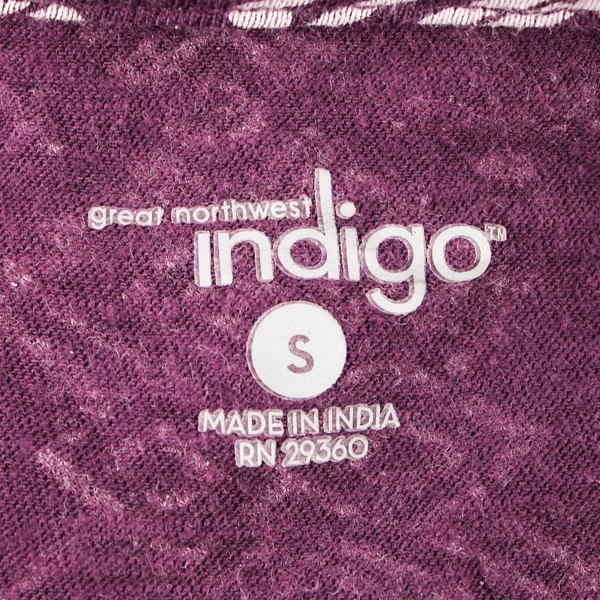 great northwest
indigo™
S
MADE IN INDIA
RN 29360